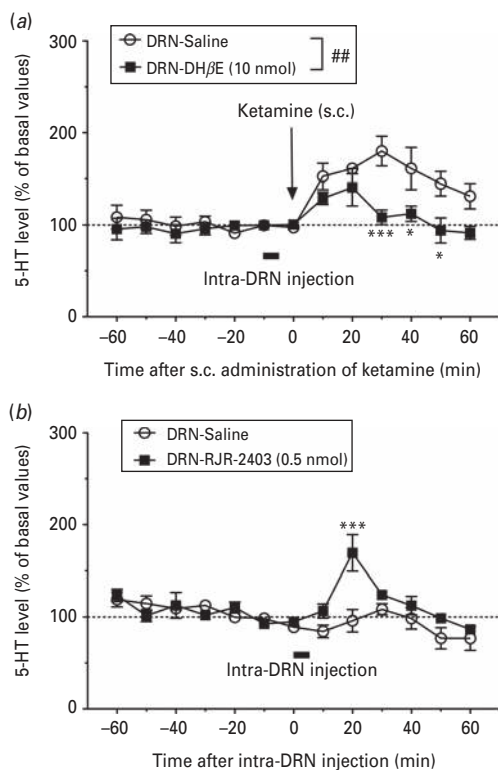 (a)
300
200
100
0
5-HT level (% of basal values)
DRN-Saline
DRN-DHβE (10 nmol)
##
Ketamine (s.c.)
***
*
*
Intra-DRN injection
–60 –40 –20 0 20 40 60
Time after s.c. administration of ketamine (min)
(b)
300
200
100
0
5-HT level (% of basal values)
DRN-Saline
DRN-RJR-2403 (0.5 nmol)
***
Intra-DRN injection
–60 –40 –20 0 20 40 60
Time after intra-DRN injection (min)